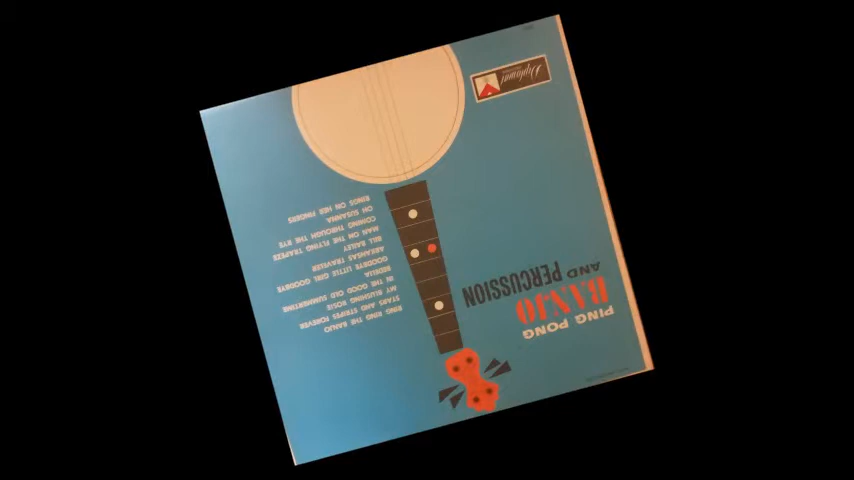 PING PONG
BANJO
AND PERCUSSION
RING RING THE BANJO
STARS AND STRIPES FOREVER
MY BLUSHING ROSIE
IN THE GOOD OLD SUMMERTIME
BEDELIA
GOODBYE LITTLE GIRL GOODBYE
ARKANSAS TRAVELER
BILL BAILEY
MAN ON THE FLYING TRAPEZE
COMING THROUGH THE RYE
OH SUSANNA
RINGS ON HER FINGERS
Diplomat